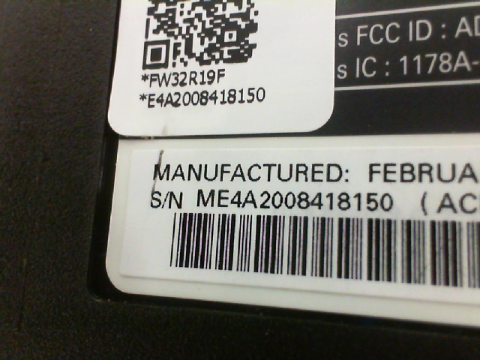 s FCC ID : AD
s IC : 1178A-
*FW32R19F
*E4A2008418150
MANUFACTURED: FEBRUA
S/N ME4A2008418150 (AC